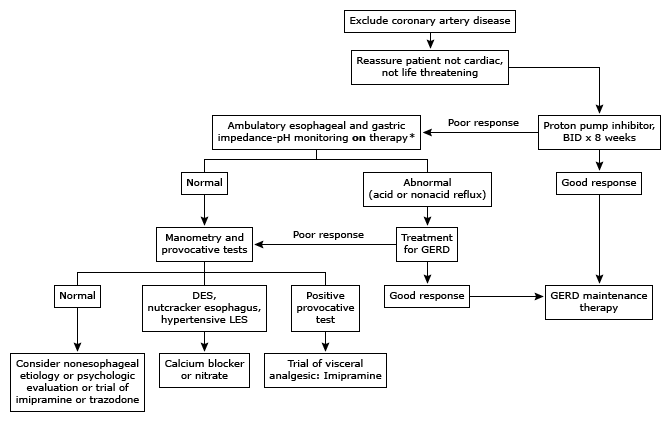 Exclude coronary artery disease
Reassure patient not cardiac,
not life threatening
Ambulatory esophageal and gastric
impedance-pH monitoring on therapy*
Poor response
Proton pump inhibitor,
BID x 8 weeks
Normal
Abnormal
(acid or nonacid reflux)
Good response
Manometry and
provocative tests
Poor response
Treatment
for GERD
Normal
DES,
nutcracker esophagus,
hypertensive LES
Positive
provocative
test
Good response
GERD maintenance
therapy
Consider nonesophageal
etiology or psychologic
evaluation or trial of
imipramine or trazodone
Calcium blocker
or nitrate
Trial of visceral
analgesic: Imipramine